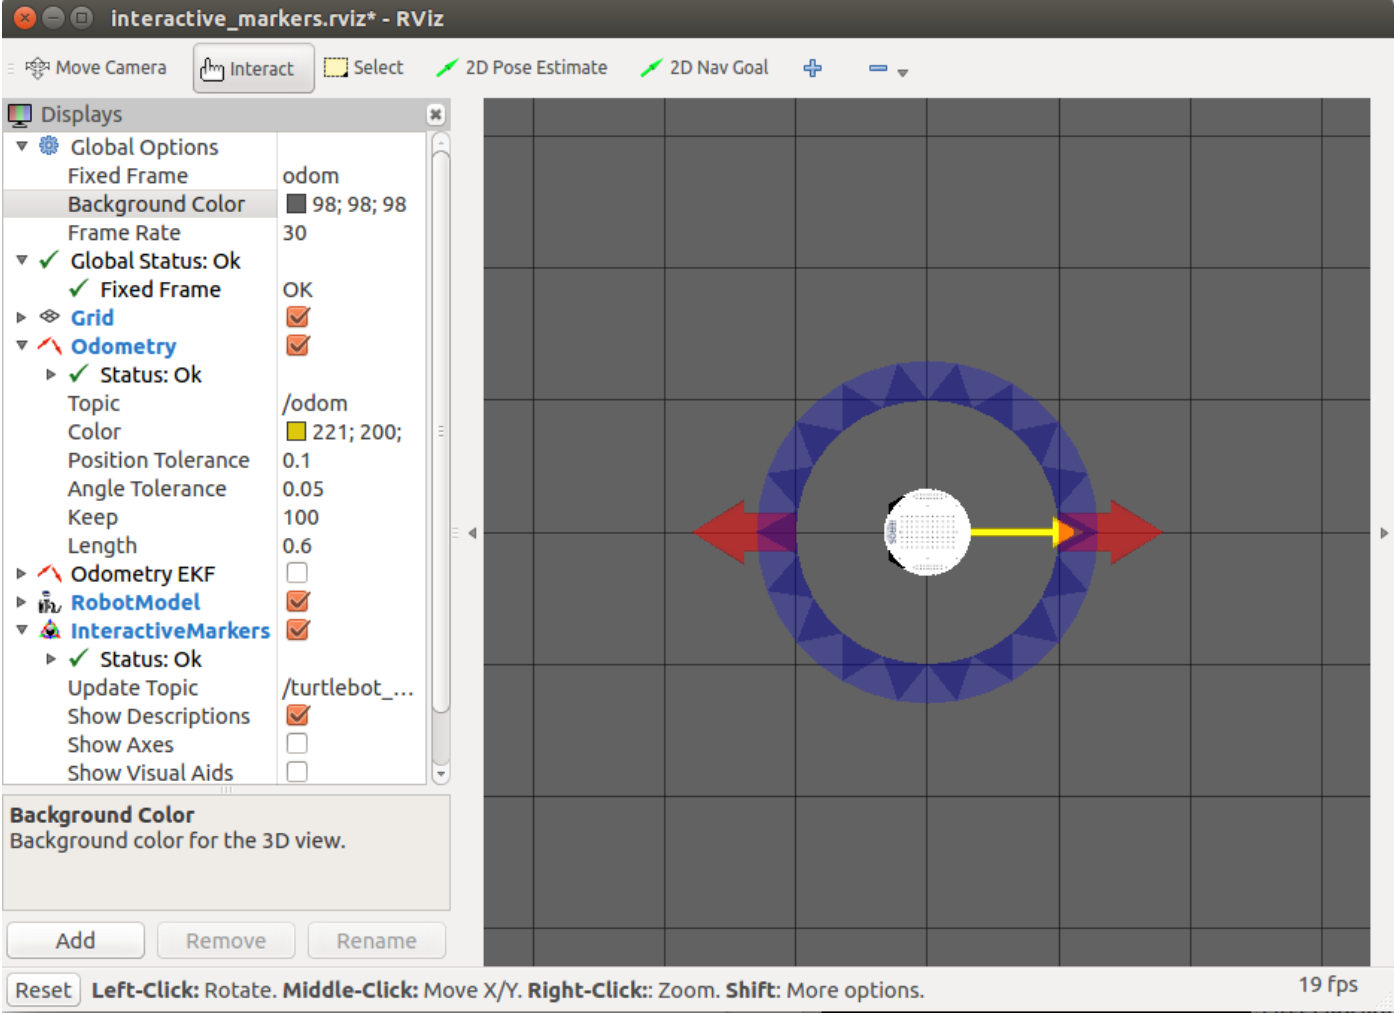 interactive_markers.rviz* - RViz
Move Camera Interact Select 2D Pose Estimate 2D Nav Goal
Displays
Global Options
Fixed Frame odom
Background Color 98; 98; 98
Frame Rate 30
Global Status: Ok
Fixed Frame OK
Grid
Odometry
Status: Ok
Topic /odom
Color 221; 200;
Position Tolerance 0.1
Angle Tolerance 0.05
Keep 100
Length 0.6
Odometry EKF
RobotModel
InteractiveMarkers
Status: Ok
Update Topic /turtlebot_...
Show Descriptions
Show Axes
Show Visual Aids
Background Color
Background color for the 3D view.
Add Remove Rename
Reset Left-Click: Rotate. Middle-Click: Move X/Y. Right-Click:: Zoom. Shift: More options. 19 fps